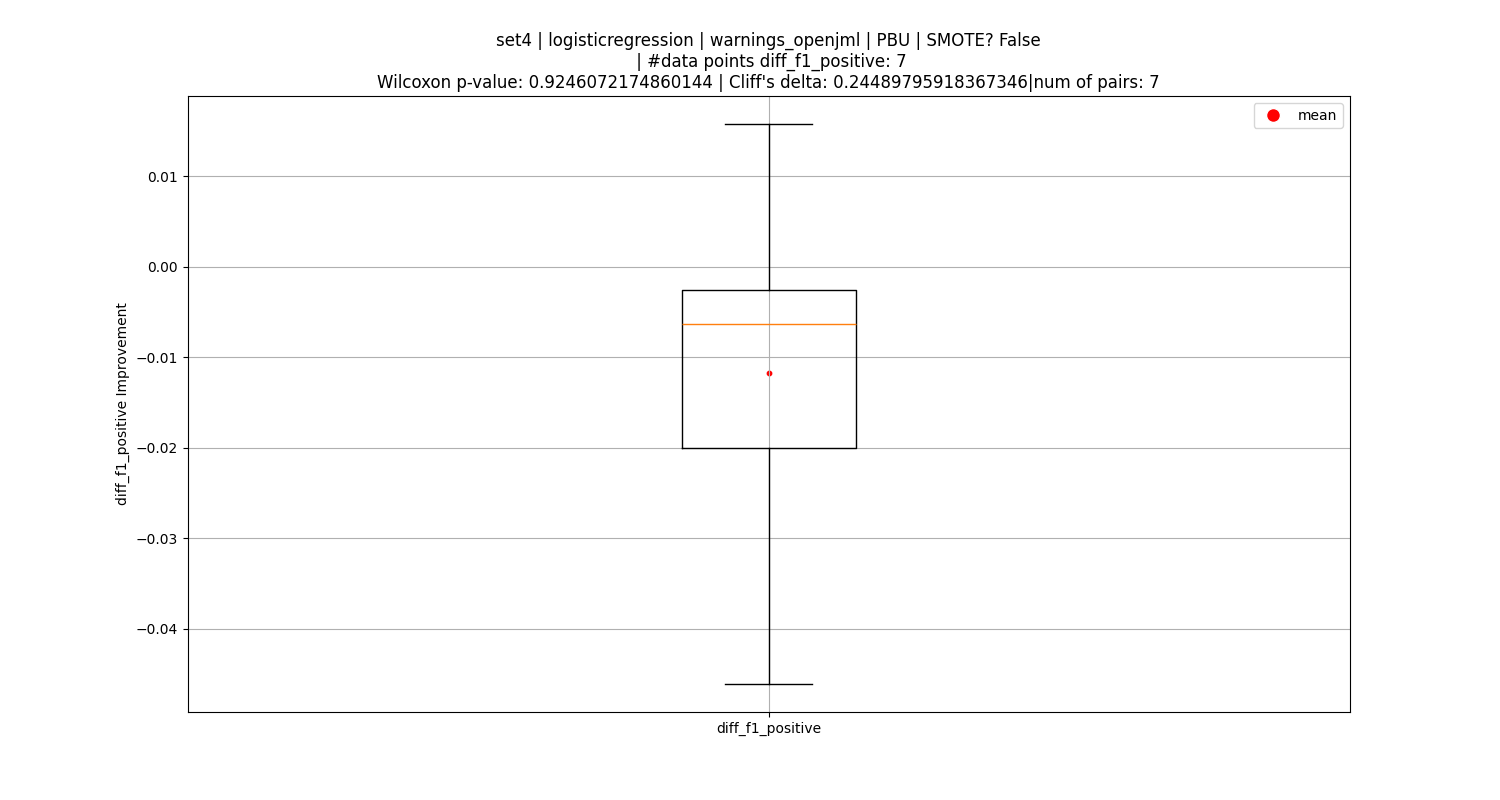 set4 | logisticregression | warnings_openjml | PBU | SMOTE? False
| #data points diff_f1_positive: 7
Wilcoxon p-value: 0.9246072174860144 | Cliff's delta: 0.24489795918367346|num of pairs: 7
mean
0.01
0.00
−0.01
−0.02
−0.03
−0.04
diff_f1_positive Improvement
diff_f1_positive